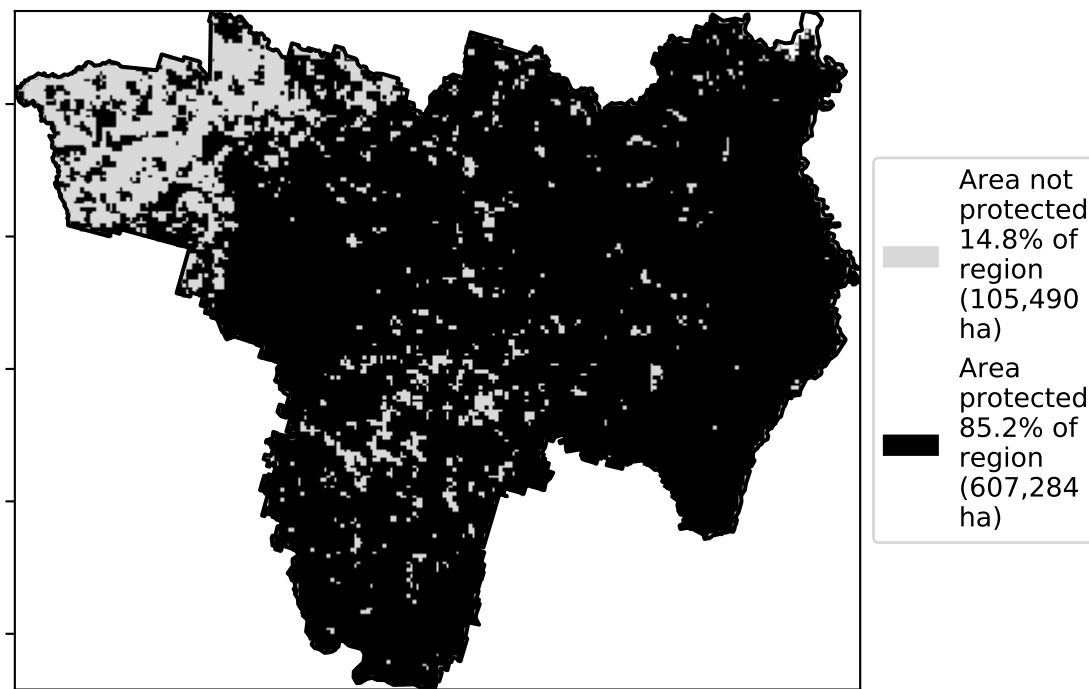 Area not
protected
14.8% of
region
(105,490
ha)
Area
protected
85.2% of
region
(607,284
ha)